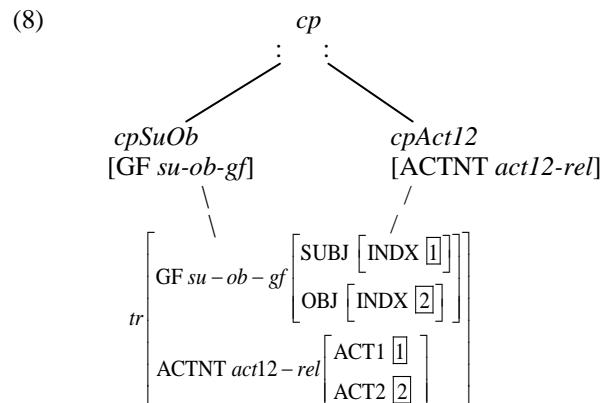 (8) cp
: :
cpSuOb cpAct12
[GF su-ob-gf] [ACTNT act12-rel]
SUBJ [INDX 1]
GF su – ob – gf
OBJ [INDX 2]
tr
ACT1 1
ACTNT act12 – rel
ACT2 2